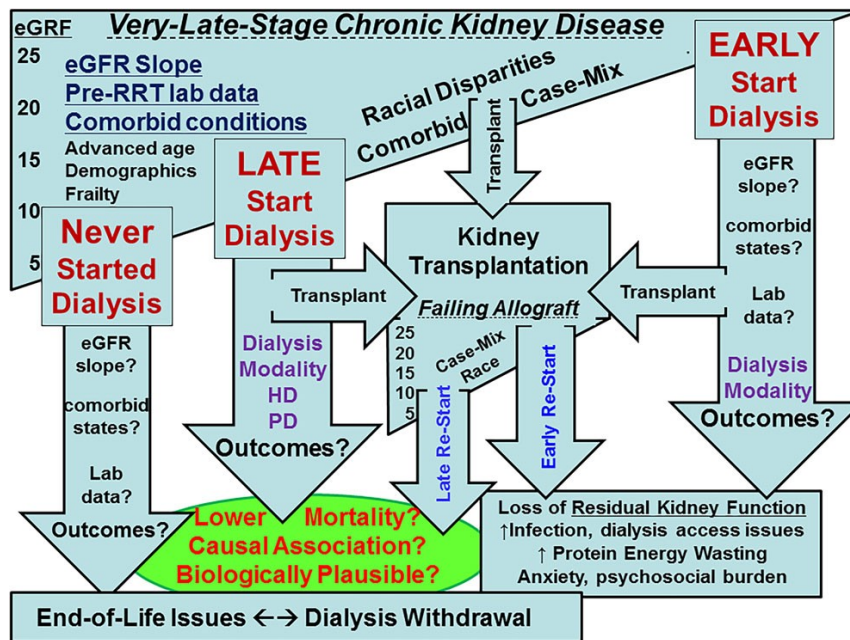 eGRF
Very-Late-Stage Chronic Kidney Disease
25
20
15
10
5
eGFR Slope
Pre-RRT lab data
Comorbid conditions
Advanced age
Demographics
Frailty
Racial Disparities
Comorbid Case-Mix
Transplant
EARLY
Start
Dialysis
eGFR
slope?
comorbid
states?
Lab
data?
Dialysis
Modality
Outcomes?
LATE
Start
Dialysis
Dialysis
Modality
HD
PD
Outcomes?
Never
Started
Dialysis
eGFR
slope?
comorbid
states?
Lab
data?
Outcomes?
Transplant
Kidney
Transplantation
Transplant
Failing Allograft
25
20
15
10
5
Case-Mix
Race
Late Re-Start
Early Re-Start
Lower Mortality?
Causal Association?
Biologically Plausible?
Loss of Residual Kidney Function
↑Infection, dialysis access issues
↑ Protein Energy Wasting
Anxiety, psychosocial burden
End-of-Life Issues ←→ Dialysis Withdrawal